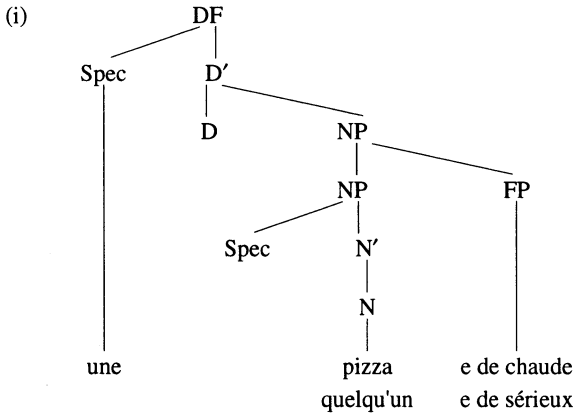 (i) DF
Spec D′
D NP
NP FP
Spec N′
N
une pizza e de chaude
quelqu'un e de sérieux